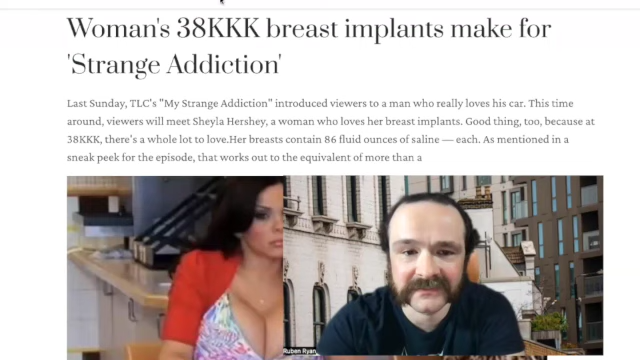 Woman's 38KKK breast implants make for
'Strange Addiction'
Last Sunday, TLC's "My Strange Addiction" introduced viewers to a man who really loves his car. This time
around, viewers will meet Sheyla Hershey, a woman who loves her breast implants. Good thing, too, because at
38KKK, there's a whole lot to love.Her breasts contain 86 fluid ounces of saline — each. As mentioned in a
sneak peek for the episode, that works out to the equivalent of more than a
Ruben Ryan